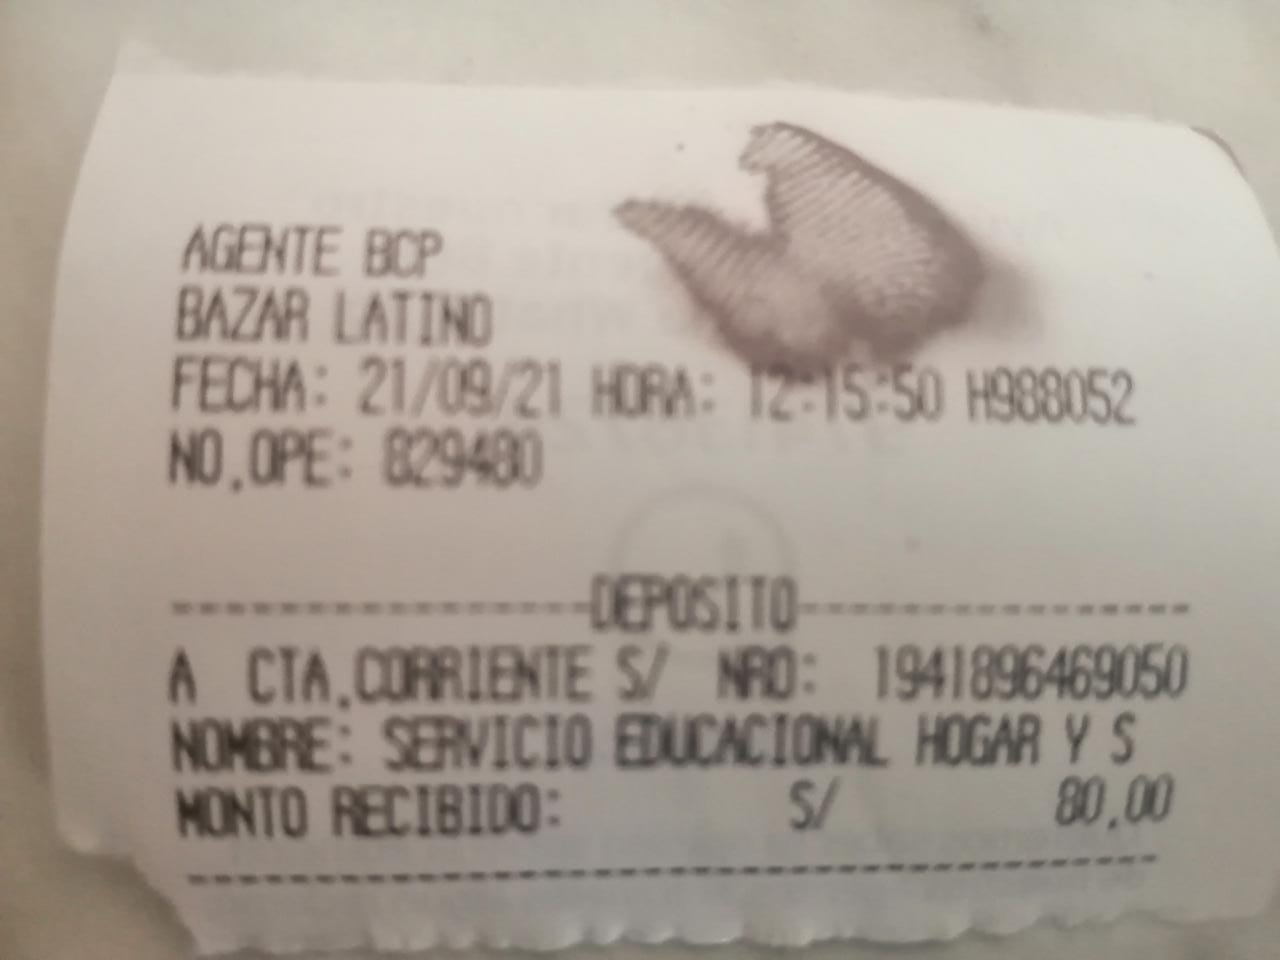 AGENTE BCP
BAZAR LATINO
FECHA: 21/09/21 HORA: 12:15:50 H988052
NO.OPE: 829480
DEPOSITO
A CTA.CORRIENTE S/ NRO: 1941896469050
NOMBRE: SERVICIO EDUCACIONAL HOGAR Y S
MONTO RECIBIDO: S/ 80.00